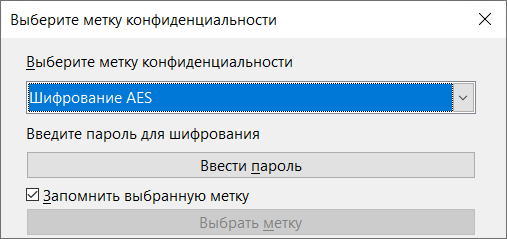 Выберите метку конфиденциальности
Выберите метку конфиденциальности
Шифрование AES
Введите пароль для шифрования
Ввести пароль
Запомнить выбранную метку
Выбрать метку